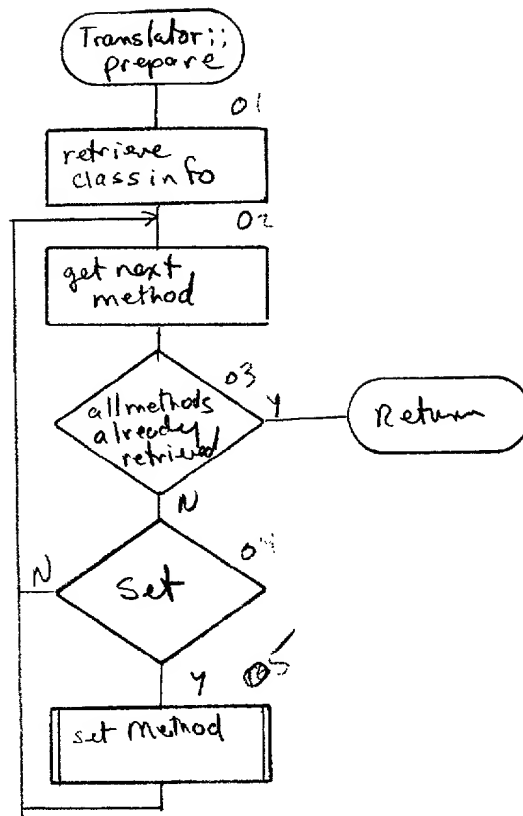 Translator;;
prepare
01
retrieve
class info
02
get next
method
03
all methods
already
retrieved
Y
Return
N
04
Set
N
Y
05
set Method